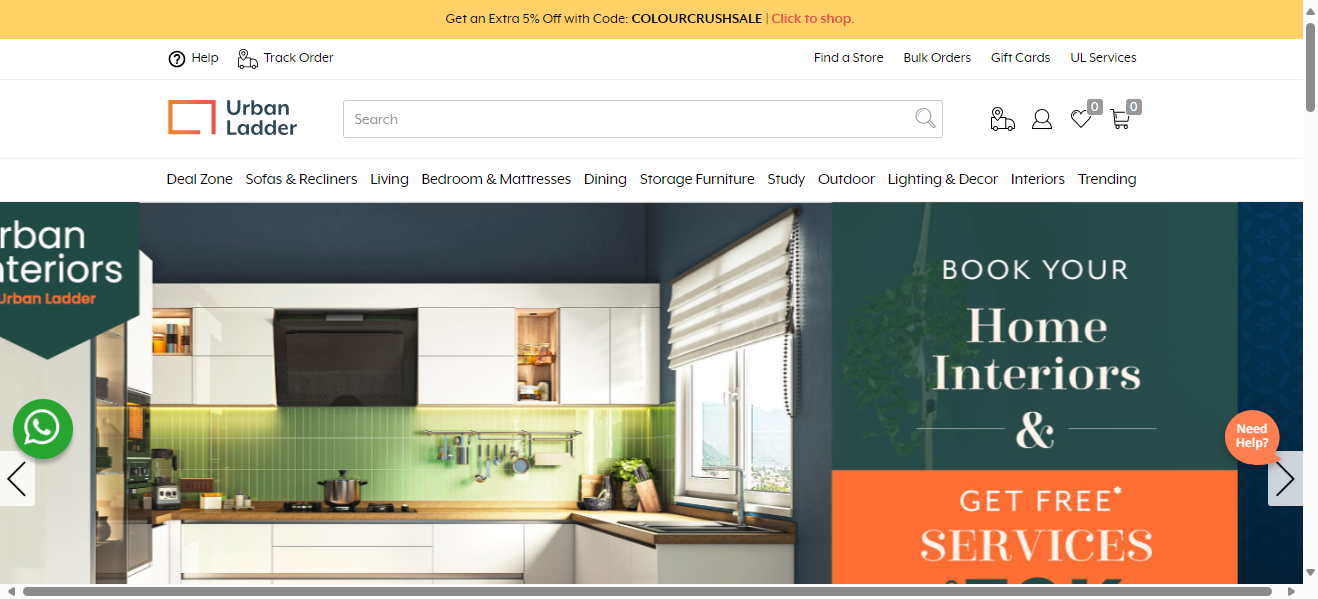 Get an Extra 5% Off with Code: COLOURCRUSHSALE | Click to shop.
Help
Track Order
Find a Store
Bulk Orders
Gift Cards
UL Services
Urban
Ladder
Search
0
0
Deal Zone
Sofas & Recliners
Living
Bedroom & Mattresses
Dining
Storage Furniture
Study
Outdoor
Lighting & Decor
Interiors
Trending
rban
nteriors
Urban Ladder
BOOK YOUR
Home
Interiors
&
GET FREE*
SERVICES
Need
Help?